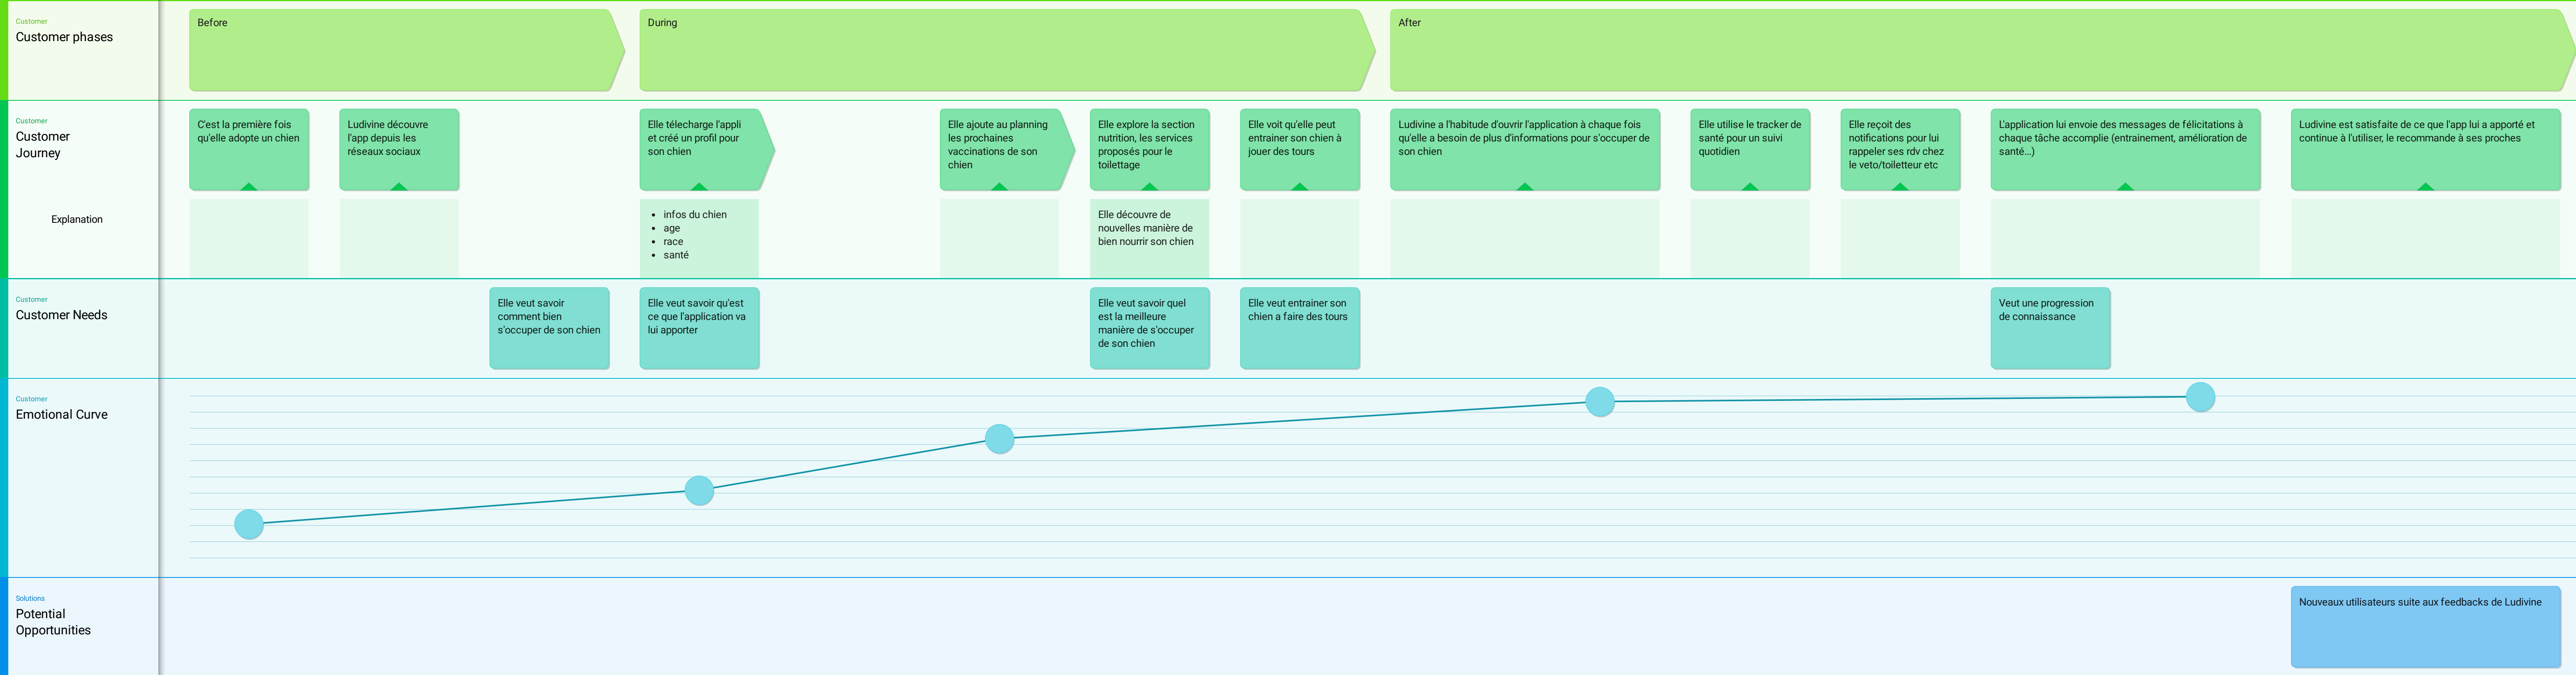 Customer
Customer phases
Before
During
After
Customer
Customer
Journey
C'est la première fois
qu'elle adopte un chien
Ludivine découvre
l'app depuis les
réseaux sociaux
Elle télecharge l'appli
et créé un profil pour
son chien
Elle ajoute au planning
les prochaines
vaccinations de son
chien
Elle explore la section
nutrition, les services
proposés pour le
toilettage
Elle voit qu'elle peut
entrainer son chien à
jouer des tours
Ludivine a l'habitude d'ouvrir l'application à chaque fois
qu'elle a besoin de plus d'informations pour s'occuper de
son chien
Elle utilise le tracker de
santé pour un suivi
quotidien
Elle reçoit des
notifications pour lui
rappeler ses rdv chez
le veto/toiletteur etc
L'application lui envoie des messages de félicitations à
chaque tâche accomplie (entrainement, amélioration de
santé...)
Ludivine est satisfaite de ce que l'app lui a apporté et
continue à l'utiliser, le recommande à ses proches
Explanation
• infos du chien
• age
• race
• santé
Elle découvre de
nouvelles manière de
bien nourrir son chien
Customer
Customer Needs
Elle veut savoir
comment bien
s'occuper de son chien
Elle veut savoir qu'est
ce que l'application va
lui apporter
Elle veut savoir quel
est la meilleure
manière de s'occuper
de son chien
Elle veut entrainer son
chien a faire des tours
Veut une progression
de connaissance
Customer
Emotional Curve
Solutions
Potential
Opportunities
Nouveaux utilisateurs suite aux feedbacks de Ludivine